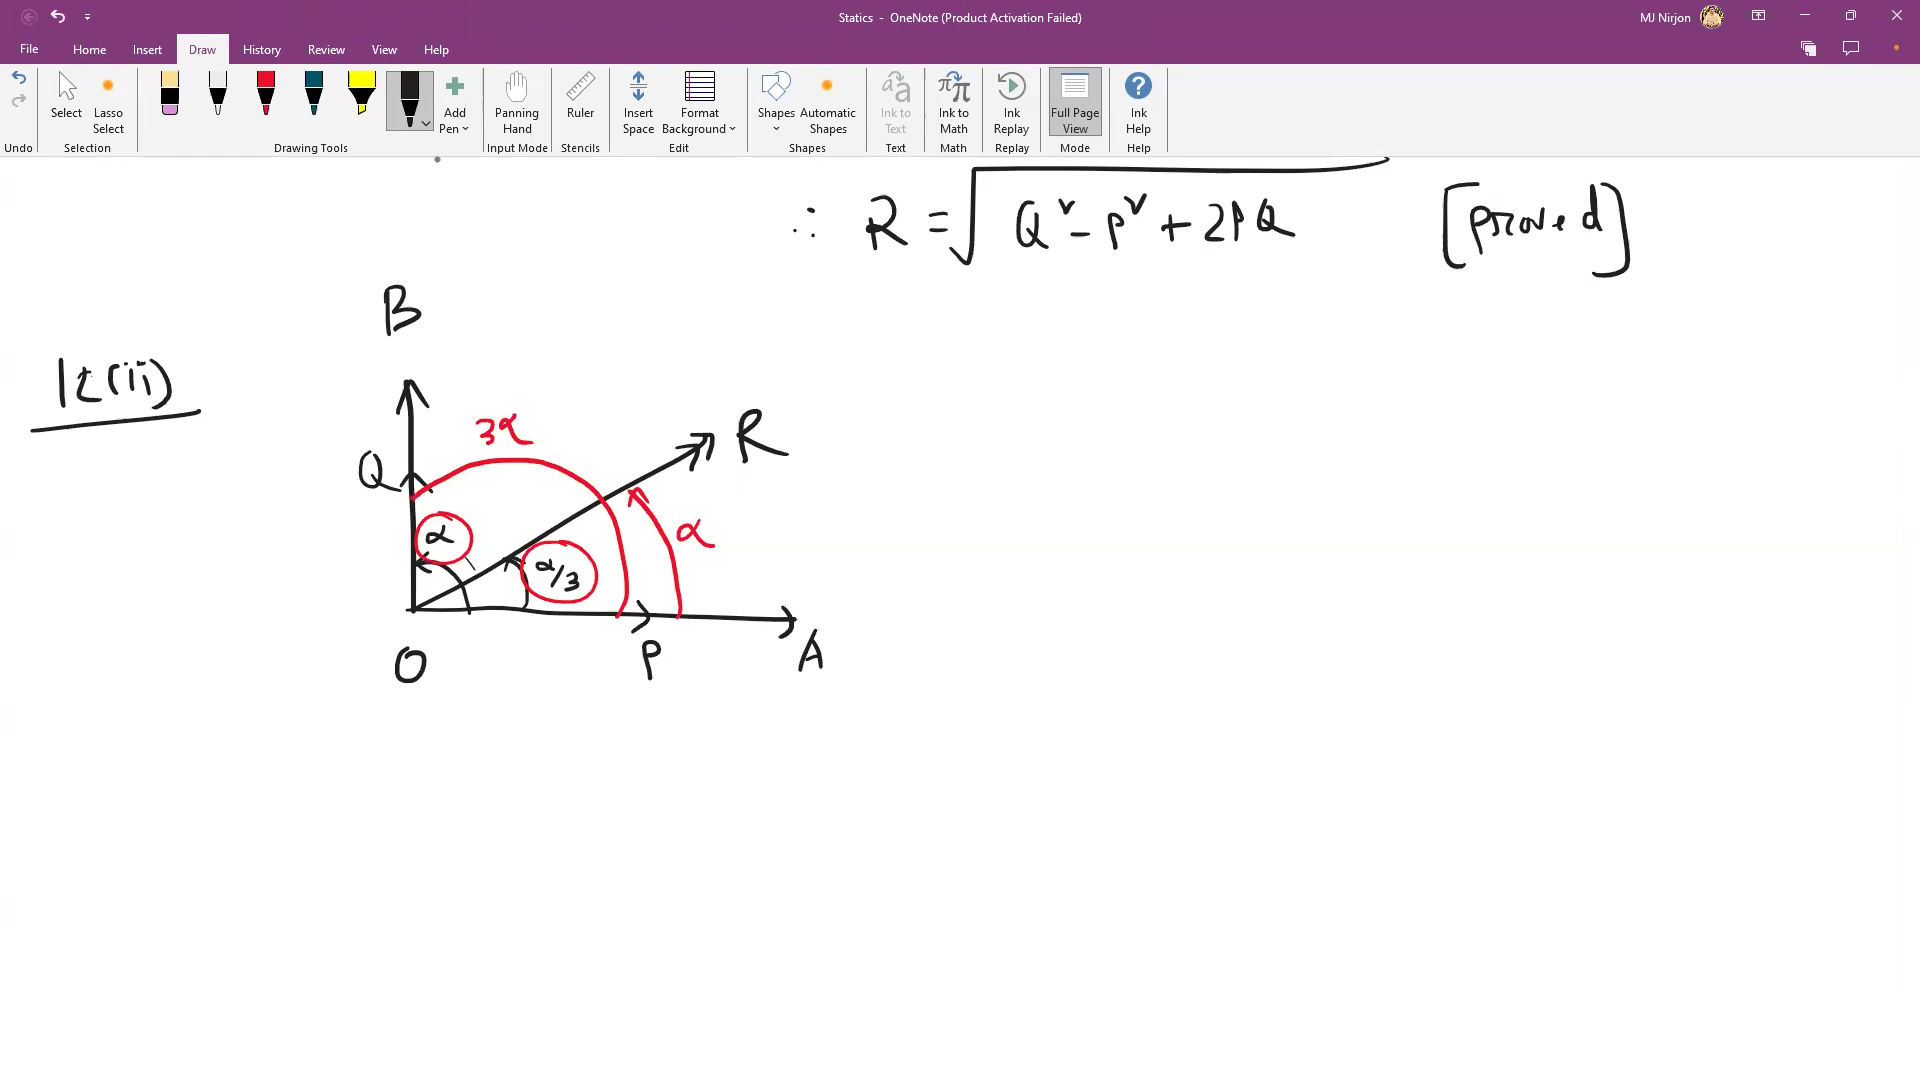 Statics - OneNote (Product Activation Failed)
MJ Nirjon
File Home Insert Draw History Review View Help
Undo
Select
Lasso Select
Selection
Drawing Tools
Add Pen
Panning Hand
Input Mode
Ruler
Stencils
Insert Space
Format Background
Edit
Shapes
Automatic Shapes
Shapes
Ink to Text
Text
Ink to Math
Math
Ink Replay
Replay
Full Page View
Mode
Ink Help
Help
∴ R = √(Q² - P² + 2PQ) [Proved]
B
(ii)
3α
R
Q
α
α
α/3
O
P
A